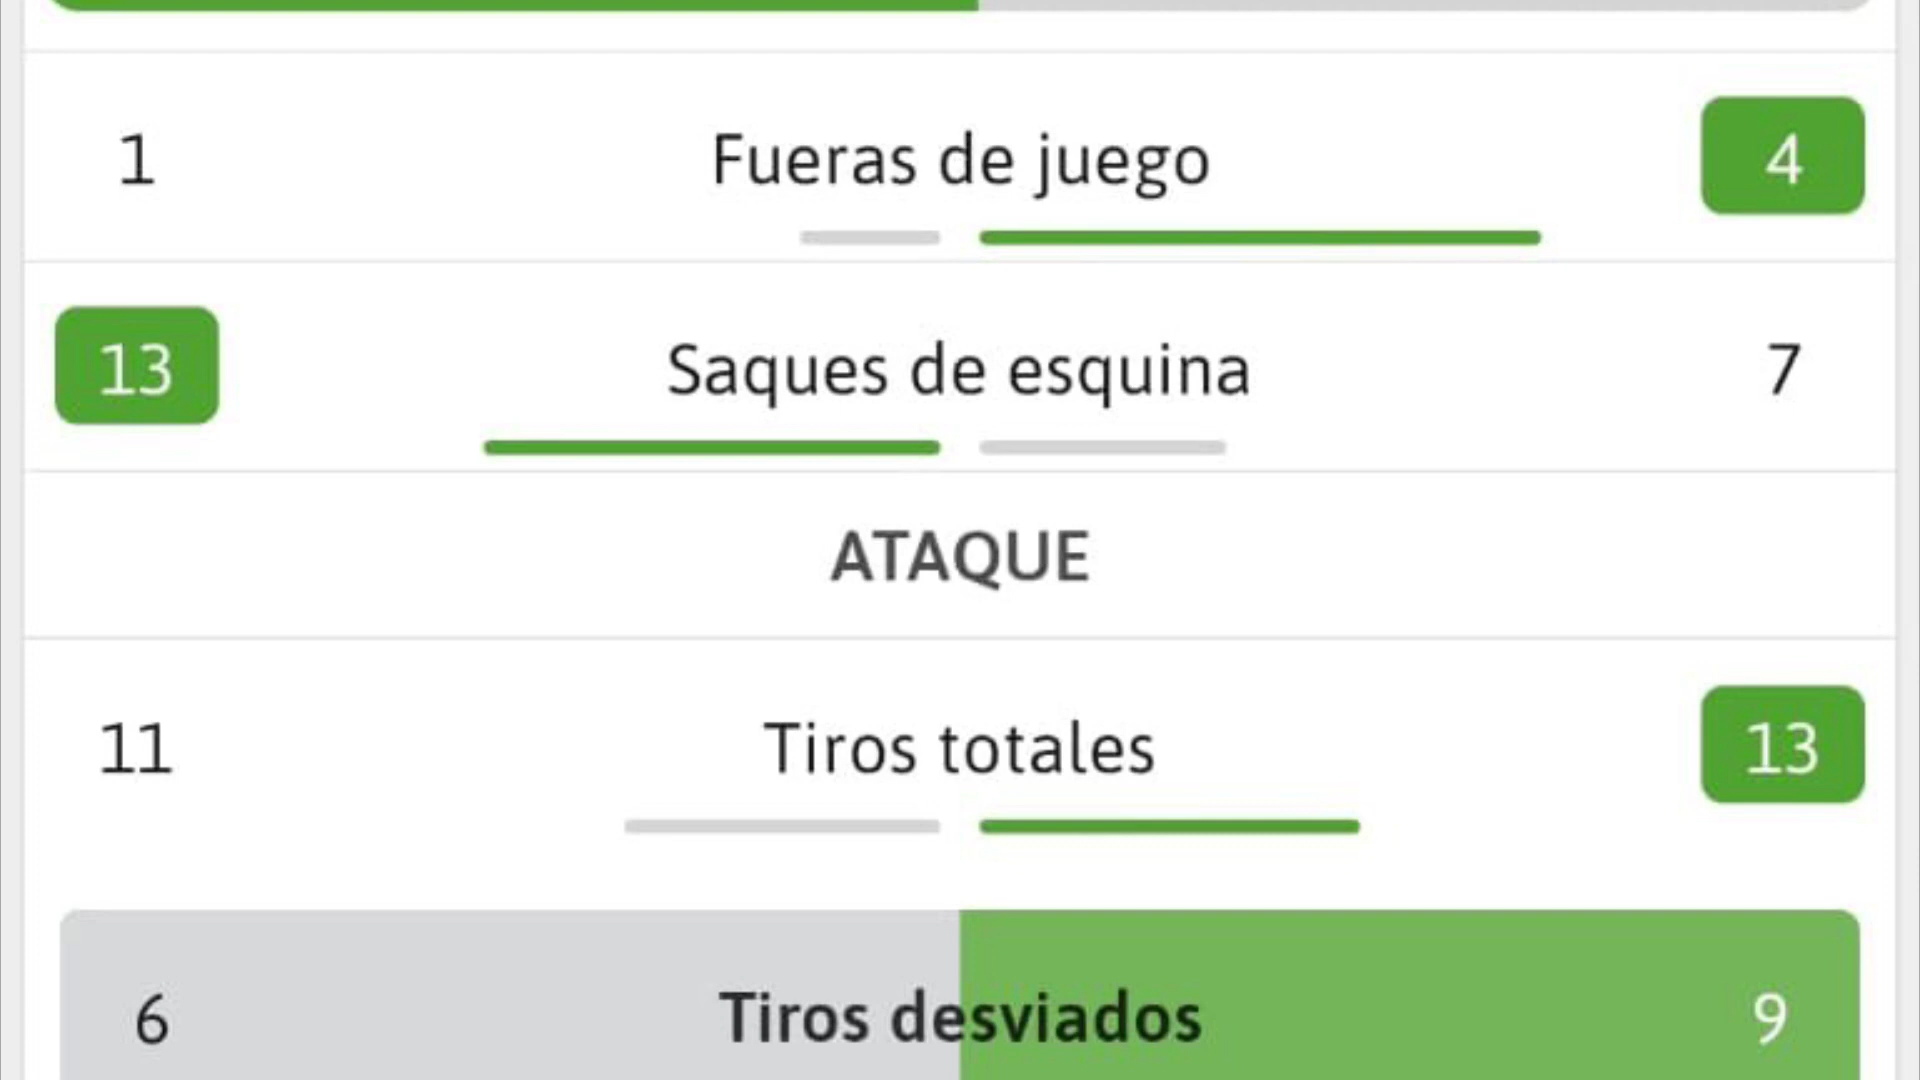 1 Fueras de juego 4
13 Saques de esquina 7
ATAQUE
11 Tiros totales 13
6 Tiros desviados 9